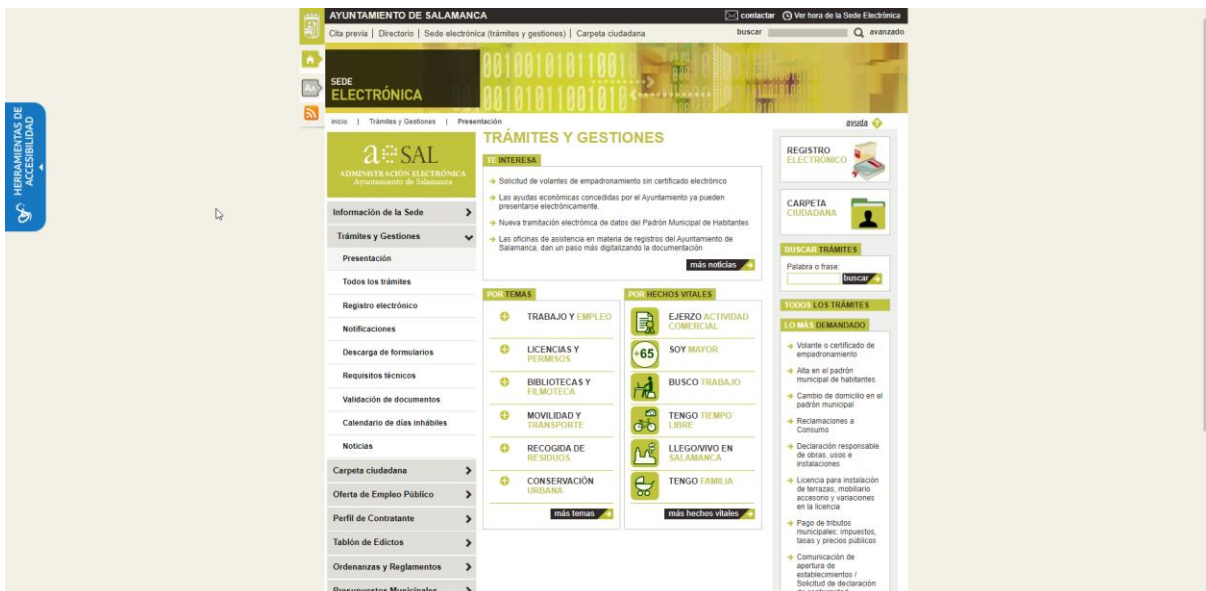 AYUNTAMIENTO DE SALAMANCA
contactar
Ver hora de la Sede Electrónica
Cita previa | Directorio | Sede electrónica (trámites y gestiones) | Carpeta ciudadana
buscar
avanzado
SEDE
ELECTRÓNICA
HERRAMIENTAS DE
ACCESIBILIDAD
inicio | Trámites y Gestiones | Presentación
ayuda
SAL
ADMINISTRACIÓN ELECTRÓNICA
Ayuntamiento de Salamanca
Información de la Sede
Trámites y Gestiones
Presentación
Todos los trámites
Registro electrónico
Notificaciones
Descarga de formularios
Requisitos técnicos
Validación de documentos
Calendario de días inhábiles
Noticias
Carpeta ciudadana
Oferta de Empleo Público
Perfil de Contratante
Tablón de Edictos
Ordenanzas y Reglamentos
Presupuestos Municipales
TRÁMITES Y GESTIONES
TE INTERESA
Solicitud de volantes de empadronamiento sin certificado electrónico
Las ayudas económicas concedidas por el Ayuntamiento ya pueden
presentarse electrónicamente.
Nueva tramitación electrónica de datos del Padrón Municipal de Habitantes
Las oficinas de asistencia en materia de registros del Ayuntamiento de
Salamanca, dan un paso más digitalizando la documentación
más noticias
POR TEMAS
TRABAJO Y EMPLEO
LICENCIAS Y
PERMISOS
BIBLIOTECAS Y
FILMOTECA
MOVILIDAD Y
TRANSPORTE
RECOGIDA DE
RESIDUOS
CONSERVACIÓN
URBANA
más temas
POR HECHOS VITALES
EJERZO ACTIVIDAD
COMERCIAL
+65
SOY MAYOR
BUSCO TRABAJO
TENGO TIEMPO
LIBRE
LLEGO/VIVO EN
SALAMANCA
TENGO FAMILIA
más hechos vitales
REGISTRO
ELECTRÓNICO
CARPETA
CIUDADANA
BUSCAR TRÁMITES
Palabra o frase:
buscar
TODOS LOS TRÁMITES
LO MÁS DEMANDADO
Volante o certificado de
empadronamiento
Alta en el padrón
municipal de habitantes
Cambio de domicilio en el
padrón municipal
Reclamaciones a
Consumo
Declaración responsable
de obras, usos e
instalaciones
Licencia para instalación
de terrazas, mobiliario
accesorio y variaciones
en la licencia
Pago de tributos
municipales: impuestos,
tasas y precios públicos
Comunicación de
apertura de
establecimientos /
Solicitud de declaración
de conformidad